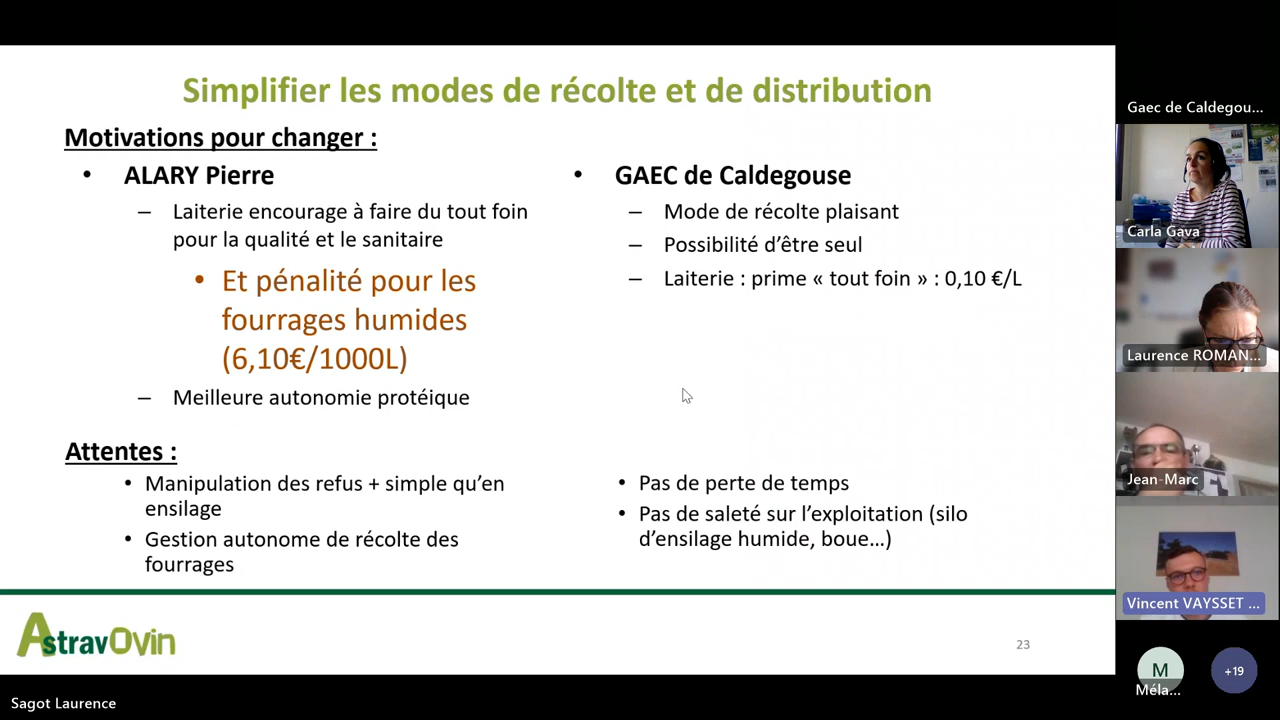 Simplifier les modes de récolte et de distribution
Motivations pour changer :
• ALARY Pierre
– Laiterie encourage à faire du tout foin
pour la qualité et le sanitaire
• Et pénalité pour les
fourrages humides
(6,10€/1000L)
– Meilleure autonomie protéique
• GAEC de Caldegouse
– Mode de récolte plaisant
– Possibilité d'être seul
– Laiterie : prime « tout foin » : 0,10 €/L
Attentes :
• Manipulation des refus + simple qu'en
ensilage
• Gestion autonome de récolte des
fourrages
• Pas de perte de temps
• Pas de saleté sur l'exploitation (silo
d'ensilage humide, boue…)
AstravOvin
23
Sagot Laurence
Gaec de Caldegou...
Carla Gava
Laurence ROMAN...
Jean-Marc
Vincent VAYSSET ...
M
Méla...
+19